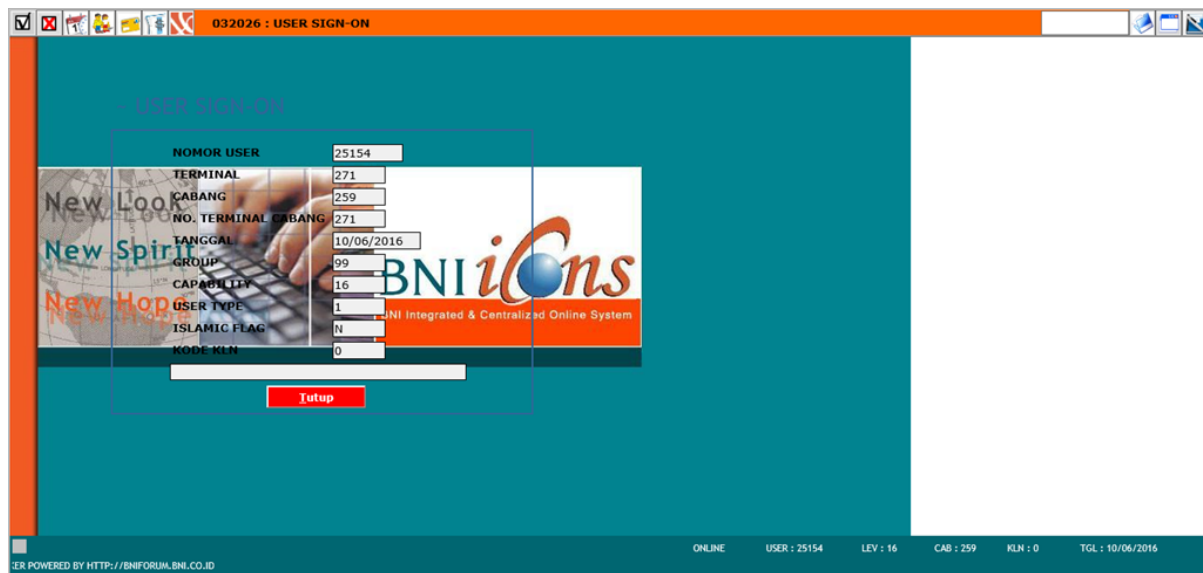 032026 : USER SIGN-ON
- USER SIGN-ON
NOMOR USER 25154
TERMINAL 271
CABANG 259
NO. TERMINAL CABANG 271
TANGGAL 10/06/2016
GROUP 99
CAPABILITY 16
USER TYPE 1
ISLAMIC FLAG N
KODE KLN 0
Tutup
New Look
New Spirit
New Hope
BNI icons
BNI Integrated & Centralized Online System
ONLINE USER : 25154 LEV : 16 CAB : 259 KLN : 0 TGL : 10/06/2016
ER POWERED BY HTTP://BNIFORUM.BNI.CO.ID